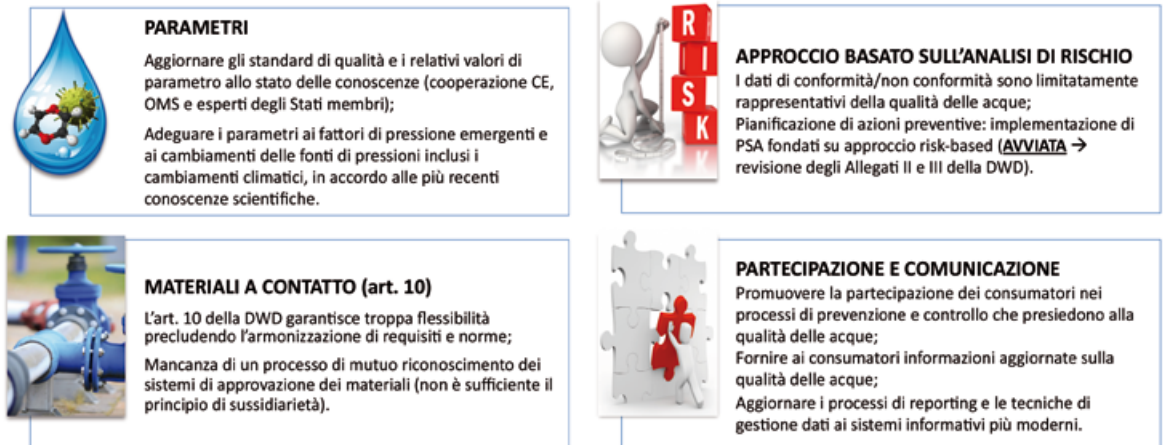 PARAMETRI
Aggiornare gli standard di qualità e i relativi valori di
parametro allo stato delle conoscenze (cooperazione CE,
OMS e esperti degli Stati membri);
Adeguare i parametri ai fattori di pressione emergenti e
ai cambiamenti delle fonti di pressioni inclusi i
cambiamenti climatici, in accordo alle più recenti
conoscenze scientifiche.
RISK
APPROCCIO BASATO SULL'ANALISI DI RISCHIO
I dati di conformità/non conformità sono limitatamente
rappresentativi della qualità delle acque;
Pianificazione di azioni preventive: implementazione di
PSA fondati su approccio risk-based (AVVIATA →
revisione degli Allegati II e III della DWD).
MATERIALI A CONTATTO (art. 10)
L'art. 10 della DWD garantisce troppa flessibilità
precludendo l'armonizzazione di requisiti e norme;
Mancanza di un processo di mutuo riconoscimento dei
sistemi di approvazione dei materiali (non è sufficiente il
principio di sussidiarietà).
PARTECIPAZIONE E COMUNICAZIONE
Promuovere la partecipazione dei consumatori nei
processi di prevenzione e controllo che presiedono alla
qualità delle acque;
Fornire ai consumatori informazioni aggiornate sulla
qualità delle acque;
Aggiornare i processi di reporting e le tecniche di
gestione dati ai sistemi informativi più moderni.